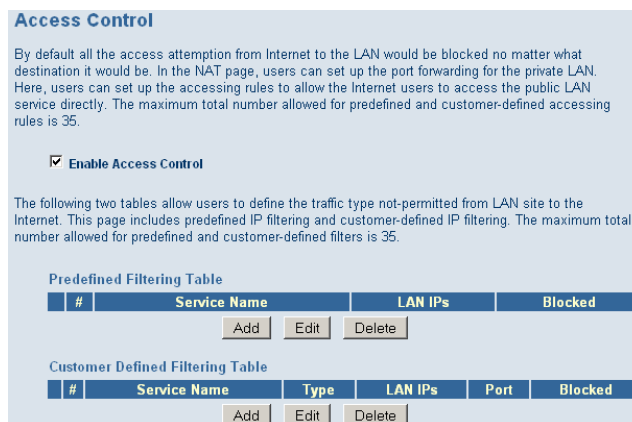 Access Control
By default all the access attemption from Internet to the LAN would be blocked no matter what
destination it would be. In the NAT page, users can set up the port forwarding for the private LAN.
Here, users can set up the accessing rules to allow the Internet users to access the public LAN
service directly. The maximum total number allowed for predefined and customer-defined accessing
rules is 35.
Enable Access Control
The following two tables allow users to define the traffic type not-permitted from LAN site to the
Internet. This page includes predefined IP filtering and customer-defined IP filtering. The maximum total
number allowed for predefined and customer-defined filters is 35.
Predefined Filtering Table
# Service Name LAN IPs Blocked
Add Edit Delete
Customer Defined Filtering Table
# Service Name Type LAN IPs Port Blocked
Add Edit Delete